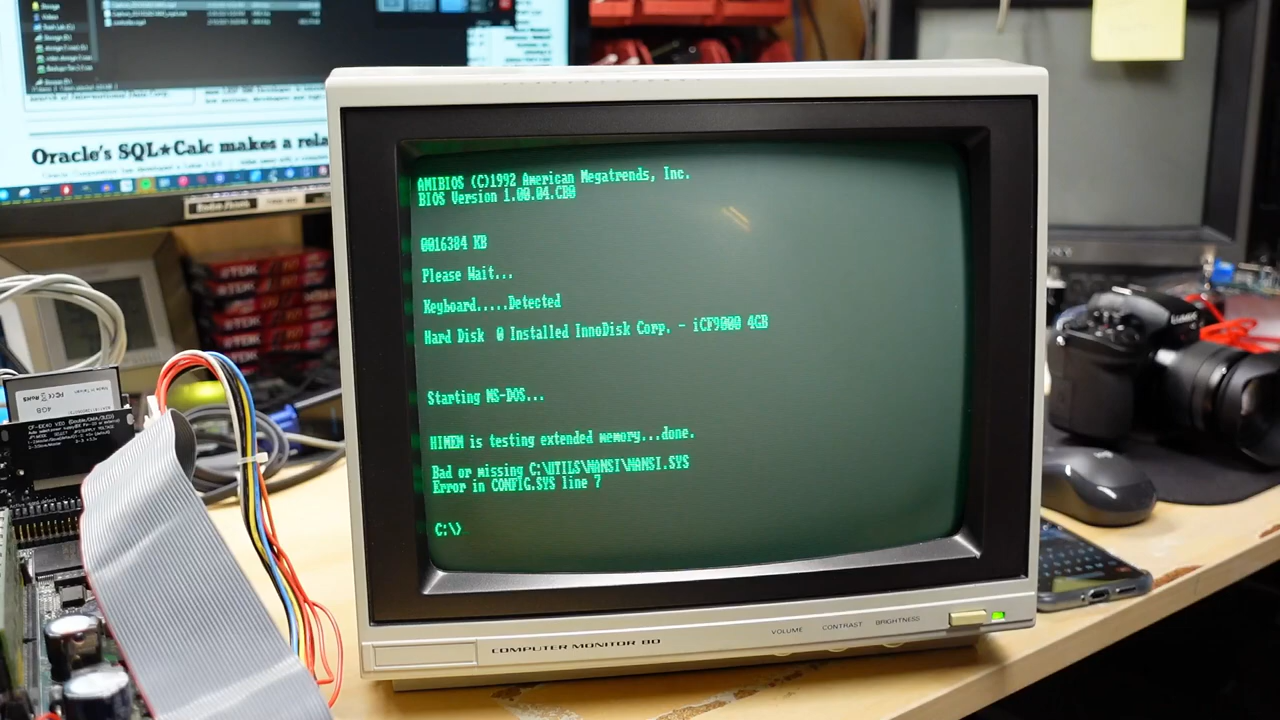 Oracle's SQL★Calc makes a rela
AMIBIOS (C)1992 American Megatrends, Inc.
BIOS Version 1.00.04.CB0
0016384 KB
Please Wait...
Keyboard.....Detected
Hard Disk 0 Installed InnoDisk Corp. - iCF9000 4GB
Starting MS-DOS...
HIMEM is testing extended memory...done.
Bad or missing C:\UTILS\NANSI\NANSI.SYS
Error in CONFIG.SYS line 7
C:\>
COMPUTER MONITOR 80
VOLUME
CONTRAST
BRIGHTNESS
TDK
TDK
TDK
4GB
LUMIX